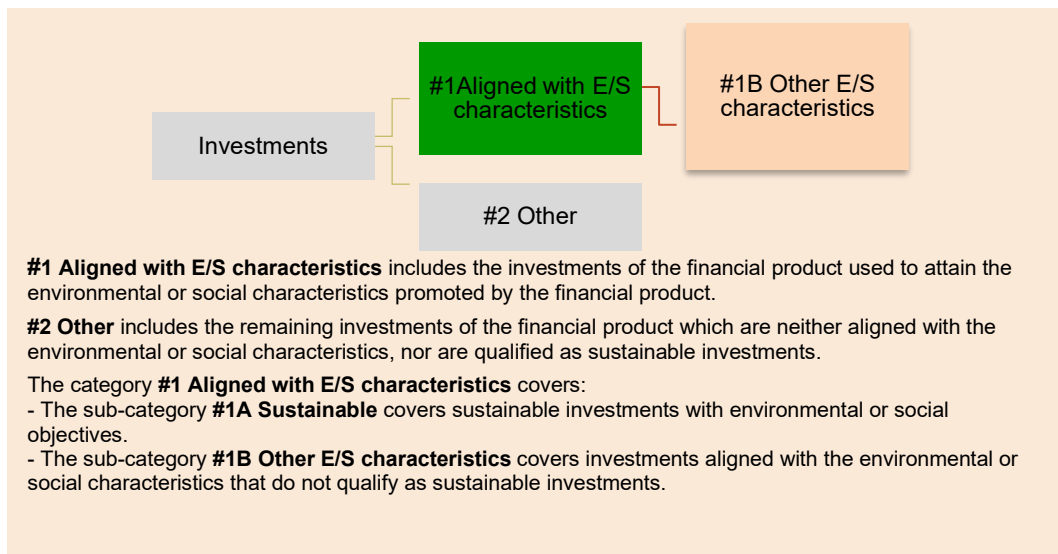 #1Aligned with E/S
characteristics
#1B Other E/S
characteristics
Investments
#2 Other
#1 Aligned with E/S characteristics includes the investments of the financial product used to attain the
environmental or social characteristics promoted by the financial product.
#2 Other includes the remaining investments of the financial product which are neither aligned with the
environmental or social characteristics, nor are qualified as sustainable investments.
The category #1 Aligned with E/S characteristics covers:
- The sub-category #1A Sustainable covers sustainable investments with environmental or social
objectives.
- The sub-category #1B Other E/S characteristics covers investments aligned with the environmental or
social characteristics that do not qualify as sustainable investments.